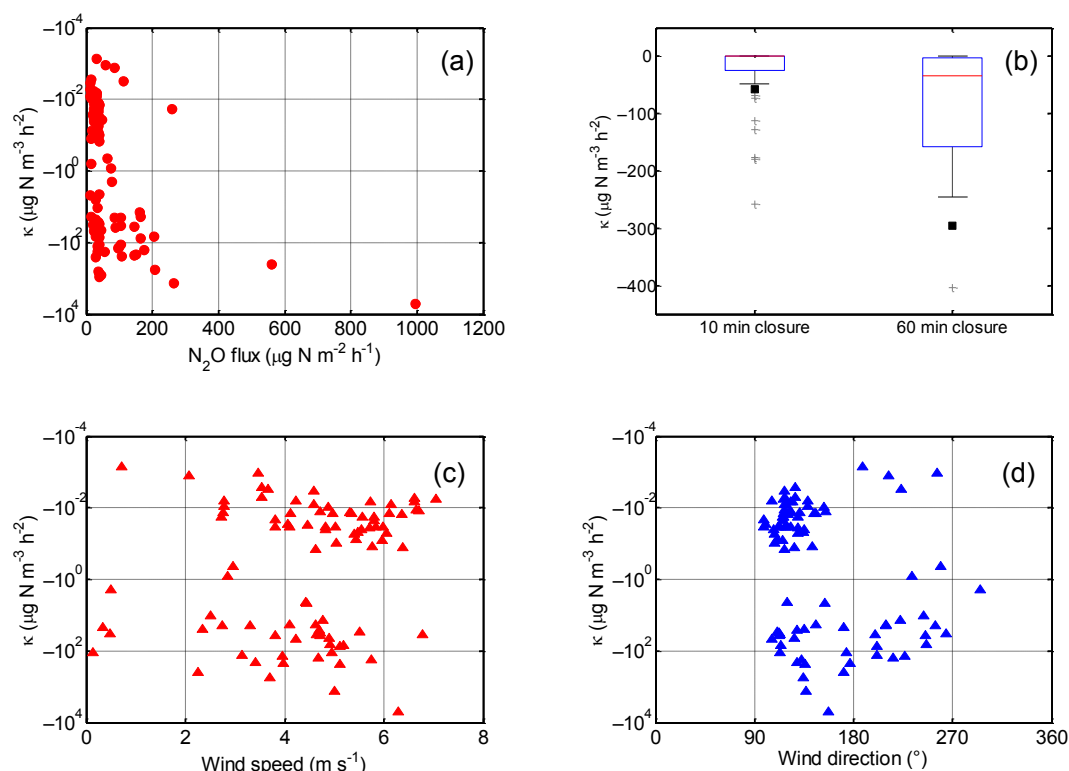 (a)
κ (μg N m⁻³ h⁻²)
–10⁻⁴
–10⁻²
–10⁰
–10²
–10⁴
0 200 400 600 800 1000 1200
N₂O flux (μg N m⁻² h⁻¹)
(b)
κ (μg N m⁻³ h⁻²)
0
–100
–200
–300
–400
10 min closure 60 min closure
(c)
κ (μg N m⁻³ h⁻²)
–10⁻⁴
–10⁻²
–10⁰
–10²
–10⁴
0 2 4 6 8
Wind speed (m s⁻¹)
(d)
κ (μg N m⁻³ h⁻²)
–10⁻⁴
–10⁻²
–10⁰
–10²
–10⁴
0 90 180 270 360
Wind direction (°)